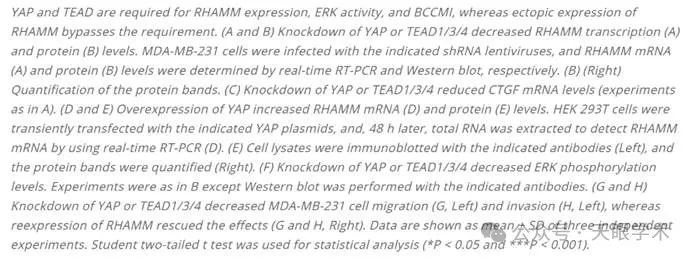 YAP and TEAD are required for RHAMM expression, ERK activity, and BCCMI, whereas ectopic expression of
RHAMM bypasses the requirement. (A and B) Knockdown of YAP or TEAD1/3/4 decreased RHAMM transcription (A)
and protein (B) levels. MDA-MB-231 cells were infected with the indicated shRNA lentiviruses, and RHAMM mRNA
(A) and protein (B) levels were determined by real-time RT-PCR and Western blot, respectively. (B) (Right)
Quantification of the protein bands. (C) Knockdown of YAP or TEAD1/3/4 reduced CTGF mRNA levels (experiments
as in A). (D and E) Overexpression of YAP increased RHAMM mRNA (D) and protein (E) levels. HEK 293T cells were
transiently transfected with the indicated YAP plasmids, and, 48 h later, total RNA was extracted to detect RHAMM
mRNA by using real-time RT-PCR (D). (E) Cell lysates were immunoblotted with the indicated antibodies (Left), and
the protein bands were quantified (Right). (F) Knockdown of YAP or TEAD1/3/4 decreased ERK phosphorylation
levels. Experiments were as in B except Western blot was performed with the indicated antibodies. (G and H)
Knockdown of YAP or TEAD1/3/4 decreased MDA-MB-231 cell migration (G, Left) and invasion (H, Left), whereas
reexpression of RHAMM rescued the effects (G and H, Right). Data are shown as mean ± SD of three independent
experiments. Student two-tailed t test was used for statistical analysis (*P < 0.05 and ***P < 0.001).
公众号 · 天眼学术